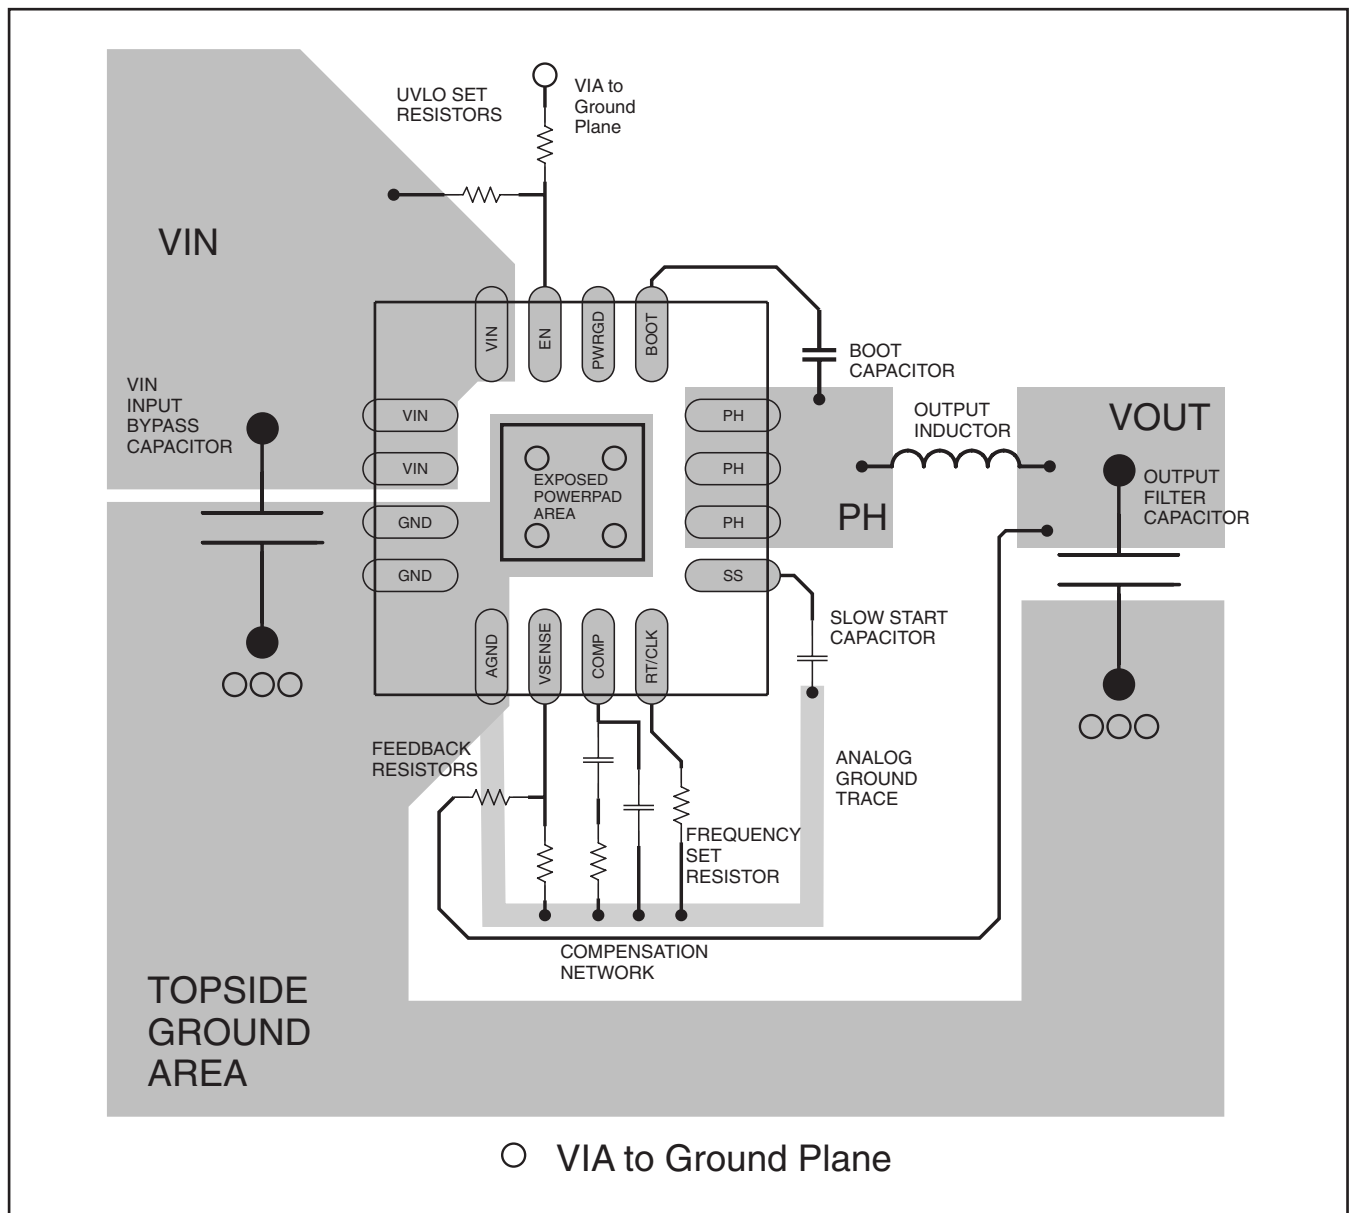 UVLO SET
RESISTORS
VIA to
Ground
Plane
VIN
VIN
EN
PWRGD
BOOT
BOOT
CAPACITOR
VIN
INPUT
BYPASS
CAPACITOR
VIN
VIN
GND
GND
EXPOSED
POWERPAD
AREA
PH
PH
PH
SS
PH
OUTPUT
INDUCTOR
VOUT
OUTPUT
FILTER
CAPACITOR
SLOW START
CAPACITOR
AGND
VSENSE
COMP
RT/CLK
FEEDBACK
RESISTORS
ANALOG
GROUND
TRACE
FREQUENCY
SET
RESISTOR
COMPENSATION
NETWORK
TOPSIDE
GROUND
AREA
VIA to Ground Plane